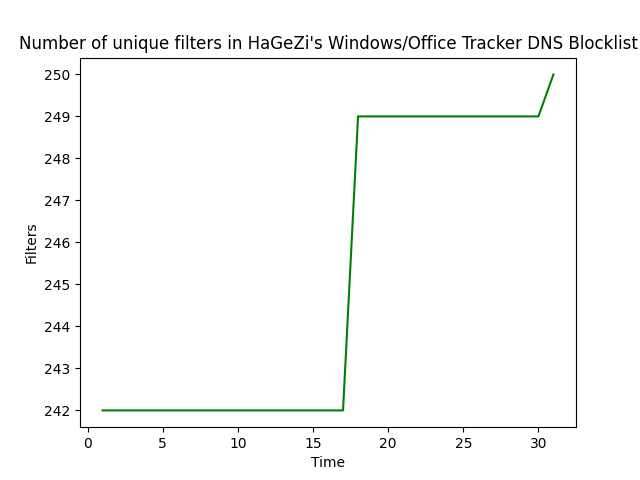 Number of unique filters in HaGeZi's Windows/Office Tracker DNS Blocklist
250
249
248
247
246
245
244
243
242
Filters
0 5 10 15 20 25 30
Time